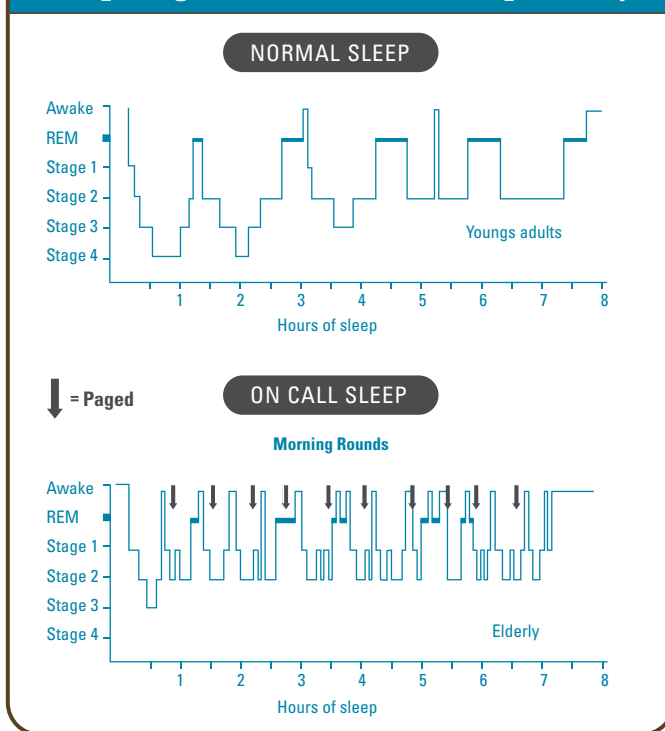 NORMAL SLEEP
Awake
REM
Stage 1
Stage 2
Stage 3
Stage 4
Youngs adults
1 2 3 4 5 6 7 8
Hours of sleep
= Paged
ON CALL SLEEP
Morning Rounds
Awake
REM
Stage 1
Stage 2
Stage 3
Stage 4
Elderly
1 2 3 4 5 6 7 8
Hours of sleep